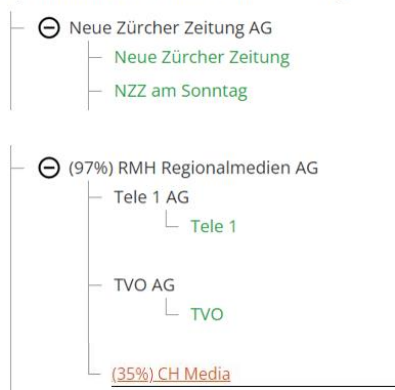 Neue Zürcher Zeitung AG
Neue Zürcher Zeitung
NZZ am Sonntag
(97%) RMH Regionalmedien AG
Tele 1 AG
Tele 1
TVO AG
TVO
(35%) CH Media